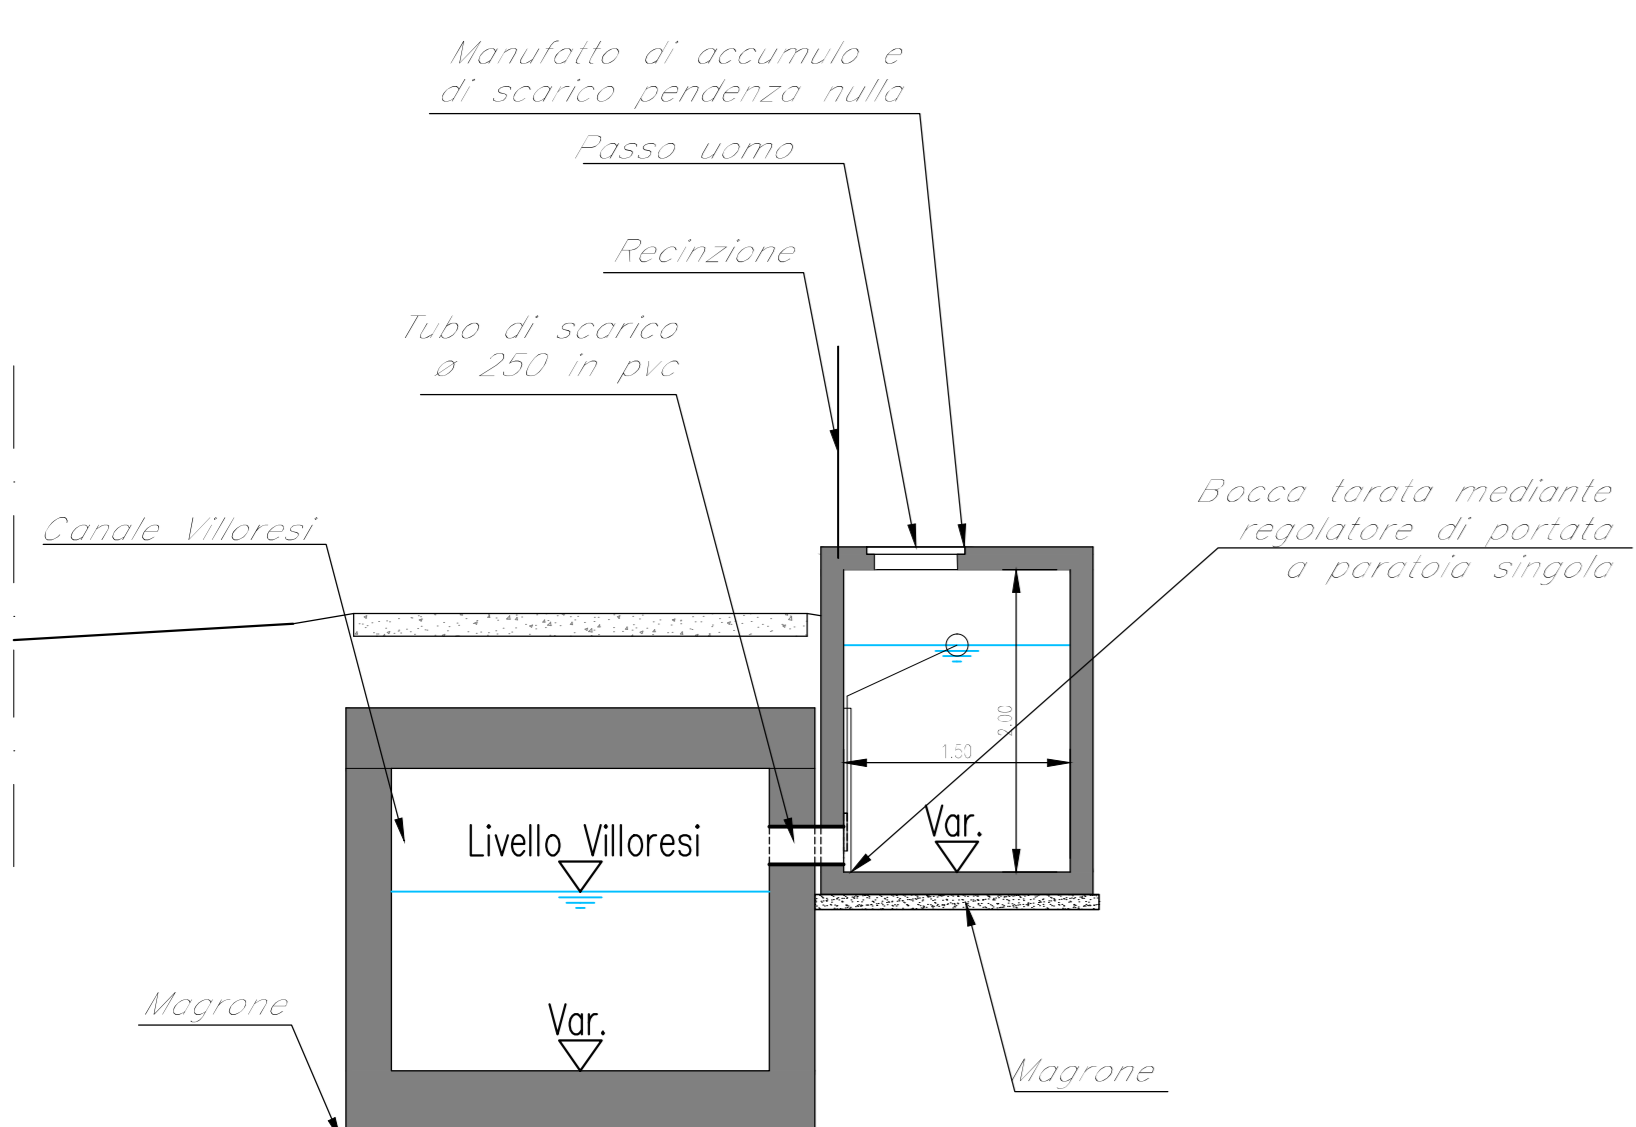 Manufatto di accumulo e
di scarico pendenza nulla
Passo uomo
Recinzione
Tubo di scarico
ø 250 in pvc
Bocca tarata mediante
regolatore di portata
a paratoia singola
Canale Villoresi
2.00
1.50
Var.
Livello Villoresi
Magrone
Var.
Magrone